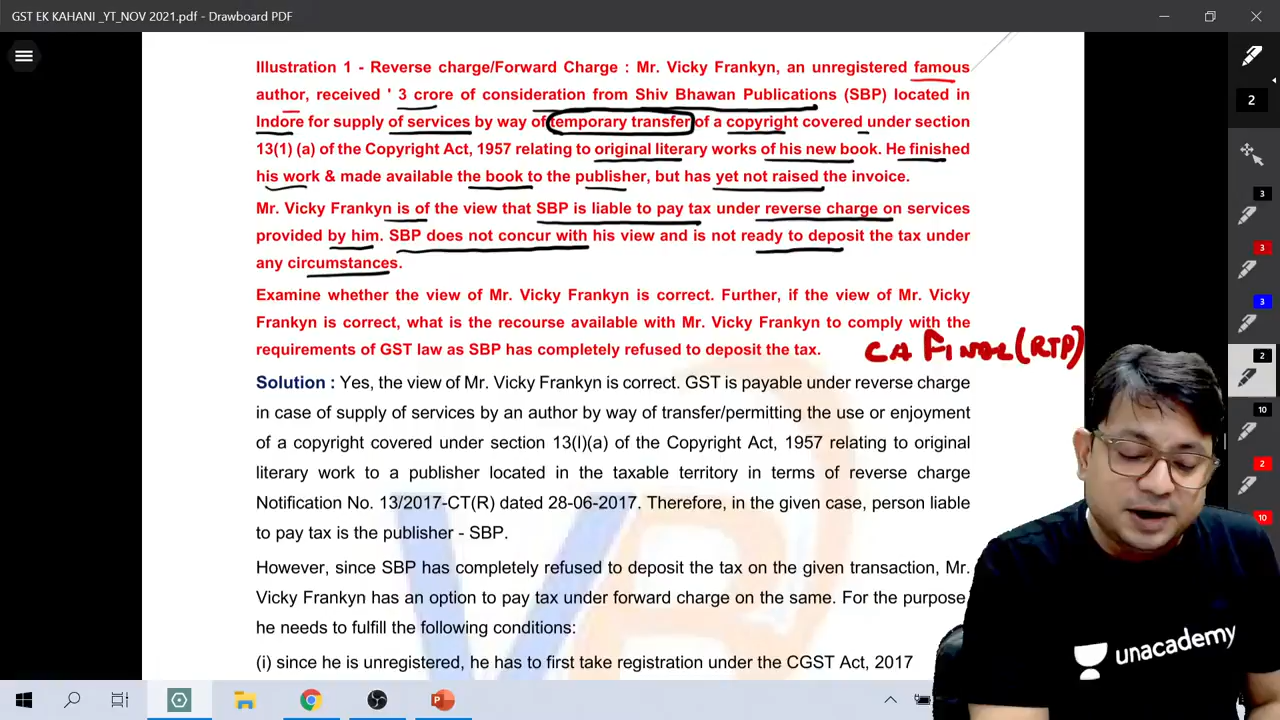 GST EK KAHANI _YT_NOV 2021.pdf - Drawboard PDF
Illustration 1 - Reverse charge/Forward Charge : Mr. Vicky Frankyn, an unregistered famous
author, received ' 3 crore of consideration from Shiv Bhawan Publications (SBP) located in
Indore for supply of services by way of temporary transfer of a copyright covered under section
13(1) (a) of the Copyright Act, 1957 relating to original literary works of his new book. He finished
his work & made available the book to the publisher, but has yet not raised the invoice.
Mr. Vicky Frankyn is of the view that SBP is liable to pay tax under reverse charge on services
provided by him. SBP does not concur with his view and is not ready to deposit the tax under
any circumstances.
Examine whether the view of Mr. Vicky Frankyn is correct. Further, if the view of Mr. Vicky
Frankyn is correct, what is the recourse available with Mr. Vicky Frankyn to comply with the
requirements of GST law as SBP has completely refused to deposit the tax.
CA Final (RTP)
Solution : Yes, the view of Mr. Vicky Frankyn is correct. GST is payable under reverse charge
in case of supply of services by an author by way of transfer/permitting the use or enjoyment
of a copyright covered under section 13(l)(a) of the Copyright Act, 1957 relating to original
literary work to a publisher located in the taxable territory in terms of reverse charge
Notification No. 13/2017-CT(R) dated 28-06-2017. Therefore, in the given case, person liable
to pay tax is the publisher - SBP.
However, since SBP has completely refused to deposit the tax on the given transaction, Mr.
Vicky Frankyn has an option to pay tax under forward charge on the same. For the purpose,
he needs to fulfill the following conditions:
(i) since he is unregistered, he has to first take registration under the CGST Act, 2017
2
3
3
3
2
10
2
10
unacademy